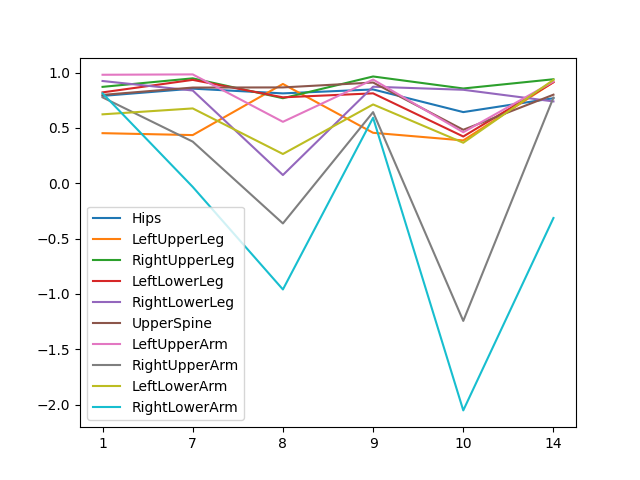 1.0
0.5
0.0
−0.5
−1.0
−1.5
−2.0
Hips
LeftUpperLeg
RightUpperLeg
LeftLowerLeg
RightLowerLeg
UpperSpine
LeftUpperArm
RightUpperArm
LeftLowerArm
RightLowerArm
1 7 8 9 10 14